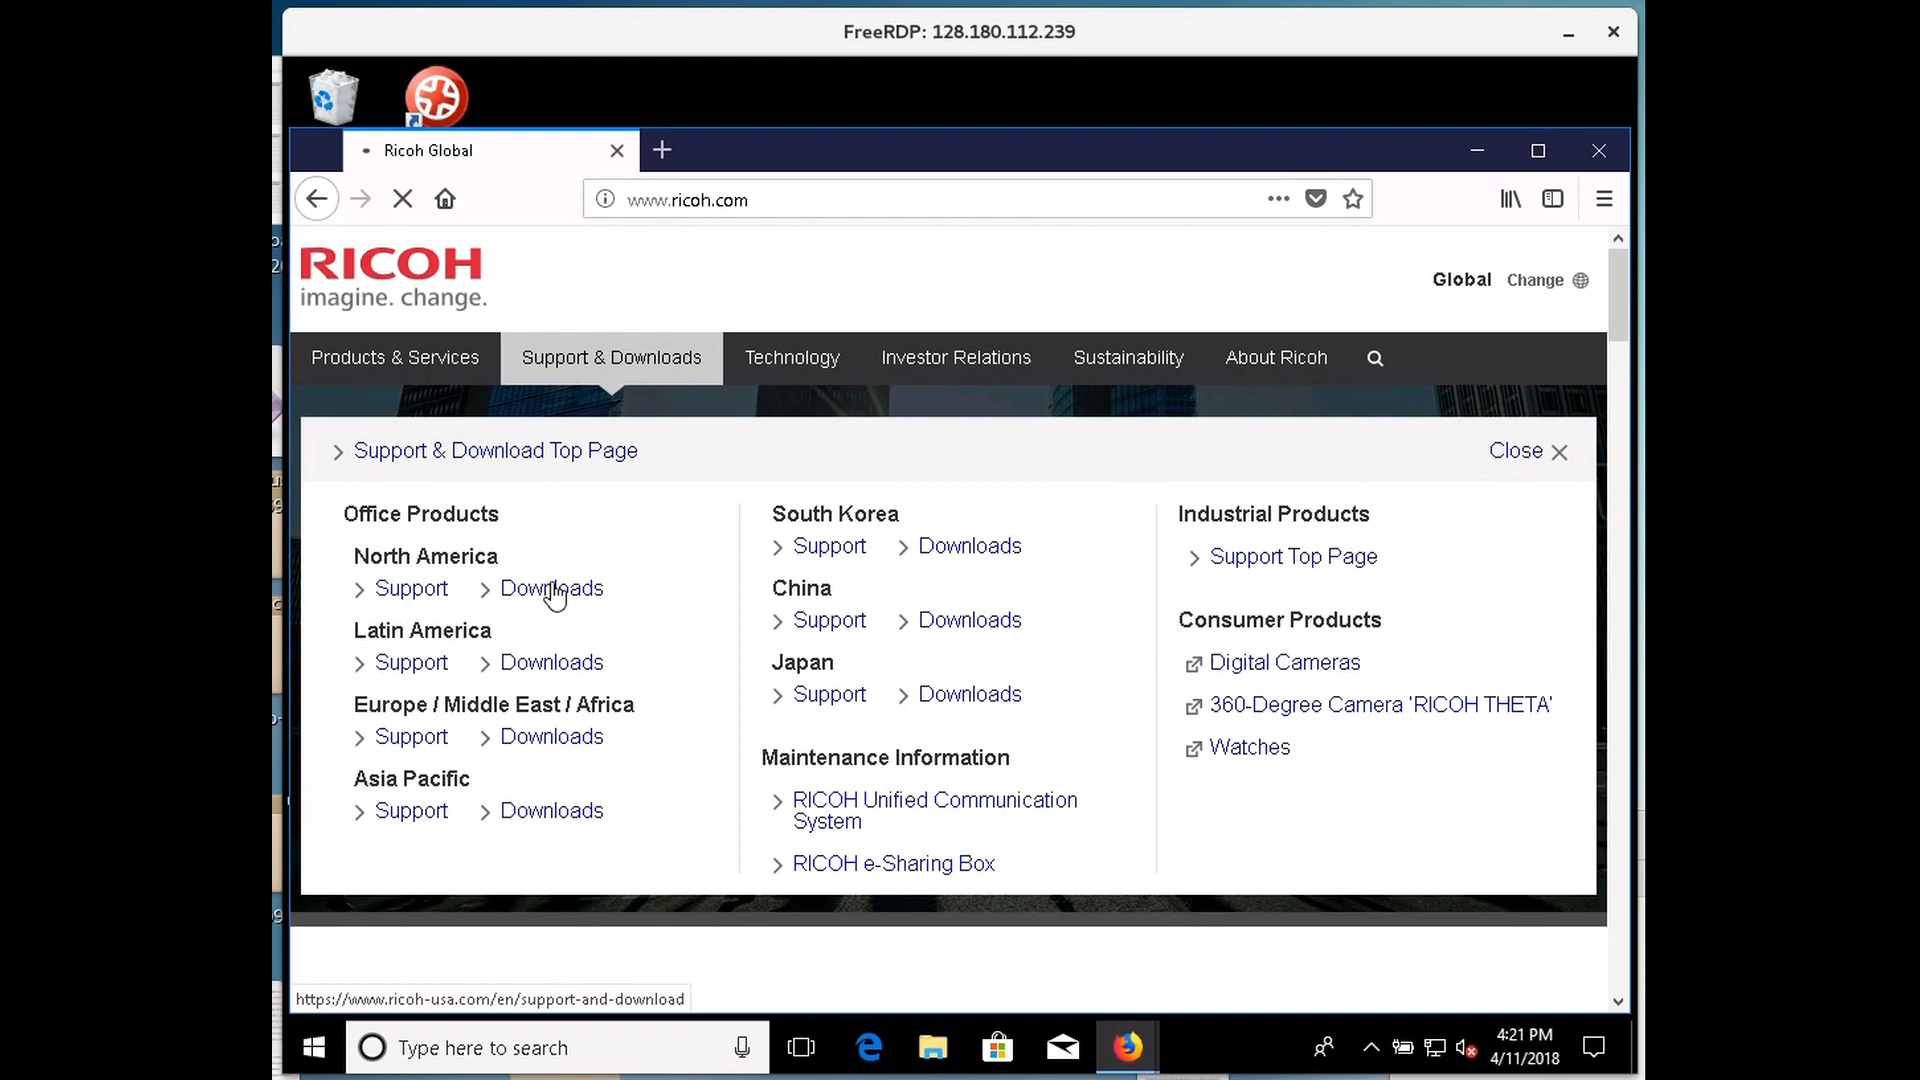 FreeRDP: 128.180.112.239
Ricoh Global
www.ricoh.com
RICOH
imagine. change.
Global Change
Products & Services Support & Downloads Technology Investor Relations Sustainability About Ricoh
Support & Download Top Page
Close
Office Products
North America
Support Downloads
Latin America
Support Downloads
Europe / Middle East / Africa
Support Downloads
Asia Pacific
Support Downloads
South Korea
Support Downloads
China
Support Downloads
Japan
Support Downloads
Maintenance Information
RICOH Unified Communication
System
RICOH e-Sharing Box
Industrial Products
Support Top Page
Consumer Products
Digital Cameras
360-Degree Camera 'RICOH THETA'
Watches
https://www.ricoh-usa.com/en/support-and-download
Type here to search
4:21 PM
4/11/2018